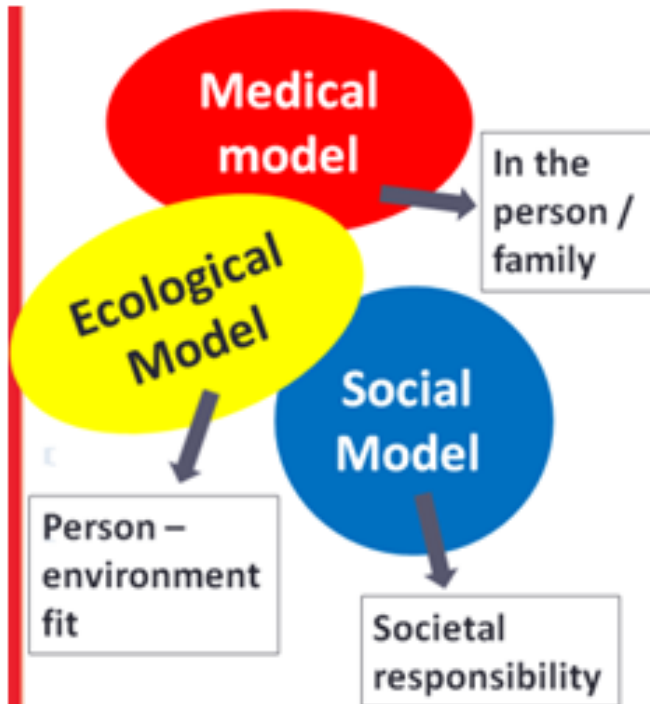 Medical
model
In the
person /
family
Ecological
Model
Social
Model
Person –
environment
fit
Societal
responsibility